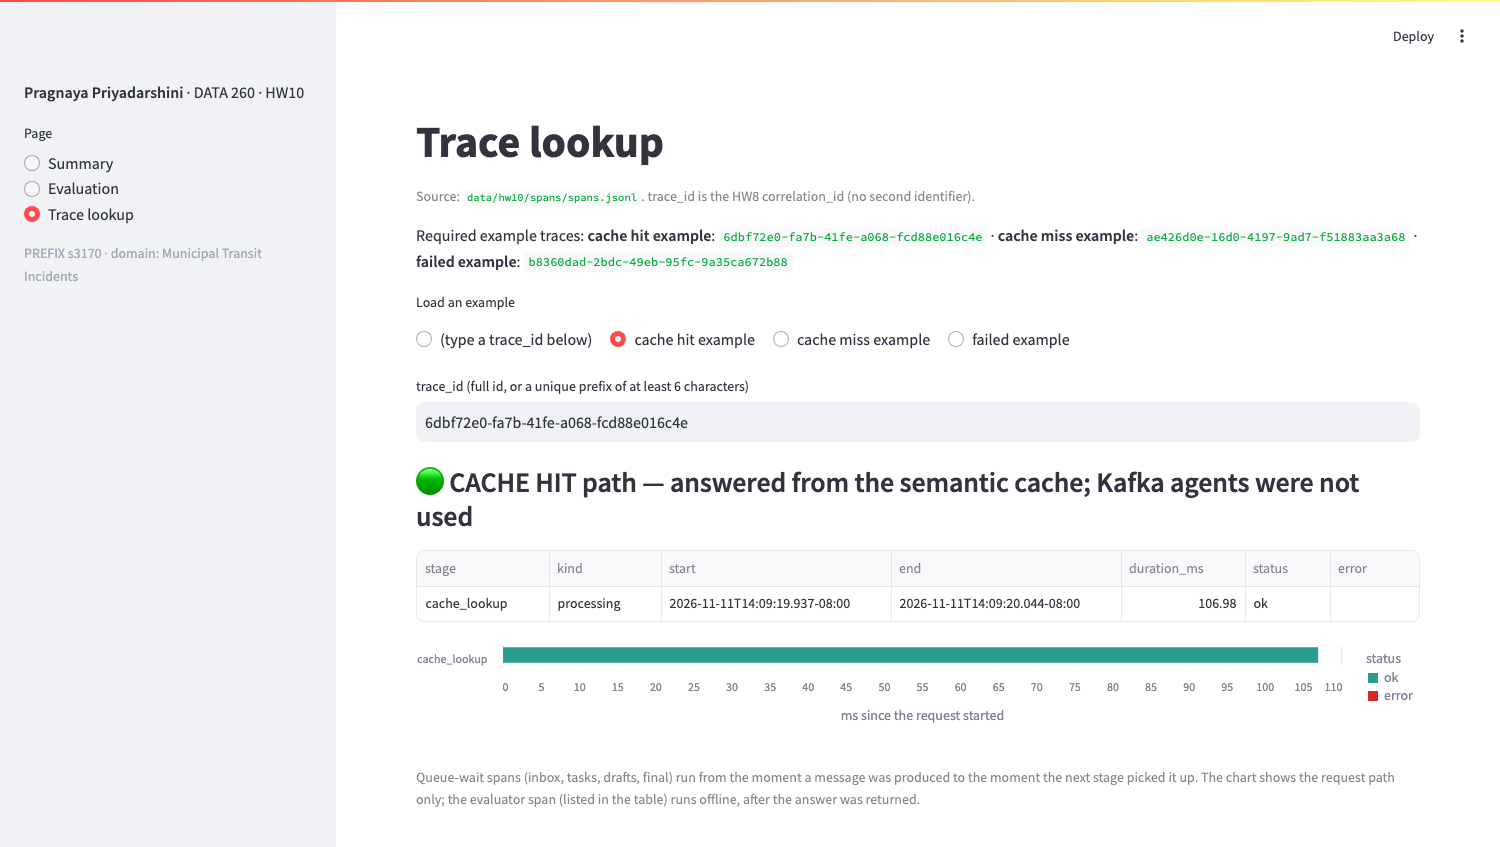 Deploy
Pragnaya Priyadarshini · DATA 260 · HW10
Page
Summary
Evaluation
Trace lookup
PREFIX s3170 · domain: Municipal Transit
Incidents
Trace lookup
Source: data/hw10/spans/spans.jsonl . trace_id is the HW8 correlation_id (no second identifier).
Required example traces: cache hit example: 6dbf72e0-fa7b-41fe-a068-fcd88e016c4e · cache miss example: ae426d0e-16d0-4197-9ad7-f51883aa3a68 ·
failed example: b8360dad-2bdc-49eb-95fc-9a35ca672b88
Load an example
(type a trace_id below) cache hit example cache miss example failed example
trace_id (full id, or a unique prefix of at least 6 characters)
6dbf72e0-fa7b-41fe-a068-fcd88e016c4e
CACHE HIT path — answered from the semantic cache; Kafka agents were not
used
stage kind start end duration_ms status error
cache_lookup processing 2026-11-11T14:09:19.937-08:00 2026-11-11T14:09:20.044-08:00 106.98 ok
cache_lookup
0 5 10 15 20 25 30 35 40 45 50 55 60 65 70 75 80 85 90 95 100 105 110
ms since the request started
status
ok
error
Queue-wait spans (inbox, tasks, drafts, final) run from the moment a message was produced to the moment the next stage picked it up. The chart shows the request path
only; the evaluator span (listed in the table) runs offline, after the answer was returned.